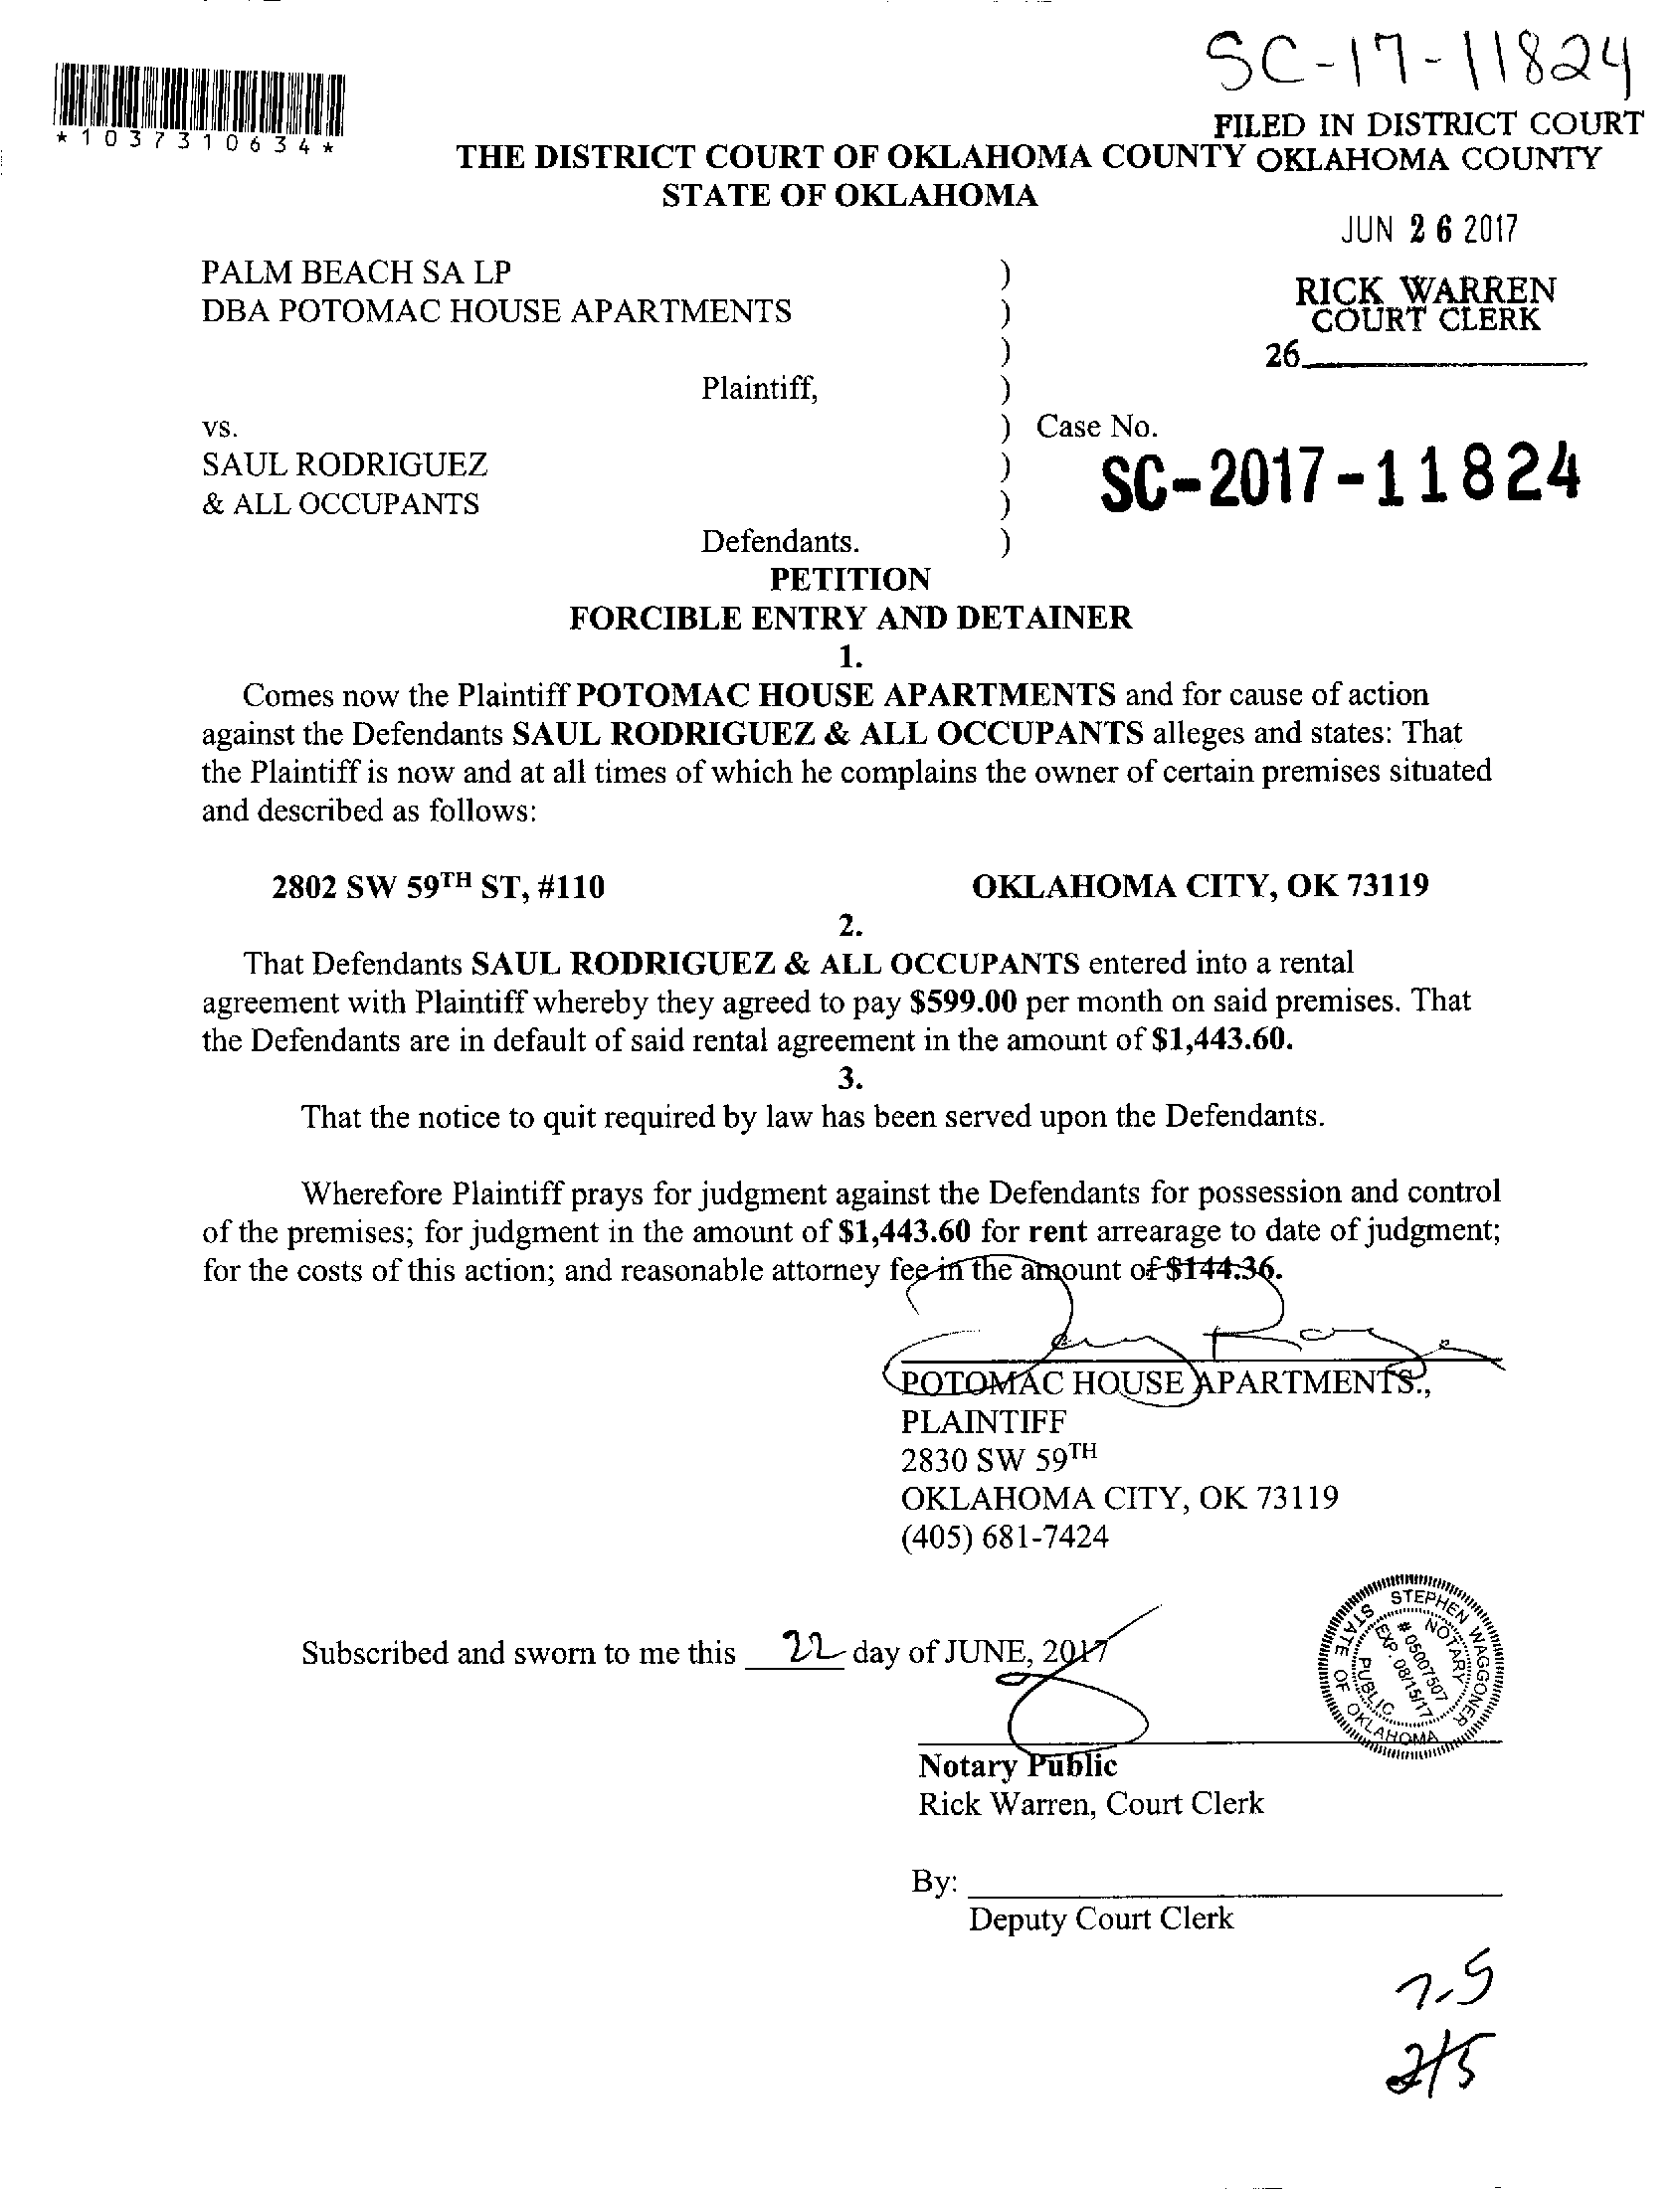 SC-17-11824
*1037310634*
FILED IN DISTRICT COURT
OKLAHOMA COUNTY
THE DISTRICT COURT OF OKLAHOMA COUNTY
STATE OF OKLAHOMA
JUN 26 2017
PALM BEACH SA LP )
DBA POTOMAC HOUSE APARTMENTS )
RICK WARREN
COURT CLERK
)
26
Plaintiff, )
vs. ) Case No.
SAUL RODRIGUEZ )
SC-2017-11824
& ALL OCCUPANTS )
Defendants. )
PETITION
FORCIBLE ENTRY AND DETAINER
1.
Comes now the Plaintiff POTOMAC HOUSE APARTMENTS and for cause of action
against the Defendants SAUL RODRIGUEZ & ALL OCCUPANTS alleges and states: That
the Plaintiff is now and at all times of which he complains the owner of certain premises situated
and described as follows:
2802 SW 59TH ST, #110 OKLAHOMA CITY, OK 73119
2.
That Defendants SAUL RODRIGUEZ & ALL OCCUPANTS entered into a rental
agreement with Plaintiff whereby they agreed to pay $599.00 per month on said premises. That
the Defendants are in default of said rental agreement in the amount of $1,443.60.
3.
That the notice to quit required by law has been served upon the Defendants.
Wherefore Plaintiff prays for judgment against the Defendants for possession and control
of the premises; for judgment in the amount of $1,443.60 for rent arrearage to date of judgment;
for the costs of this action; and reasonable attorney fee in the amount of $144.36.
POTOMAC HOUSE APARTMENTS.,
PLAINTIFF
2830 SW 59TH
OKLAHOMA CITY, OK 73119
(405) 681-7424
STEPHEN WAGGONER
STATE OF OKLAHOMA
NOTARY PUBLIC
# 05007507
EXP. 08/15/17
Subscribed and sworn to me this 22 day of JUNE, 2017
Notary Public
Rick Warren, Court Clerk
By:
Deputy Court Clerk